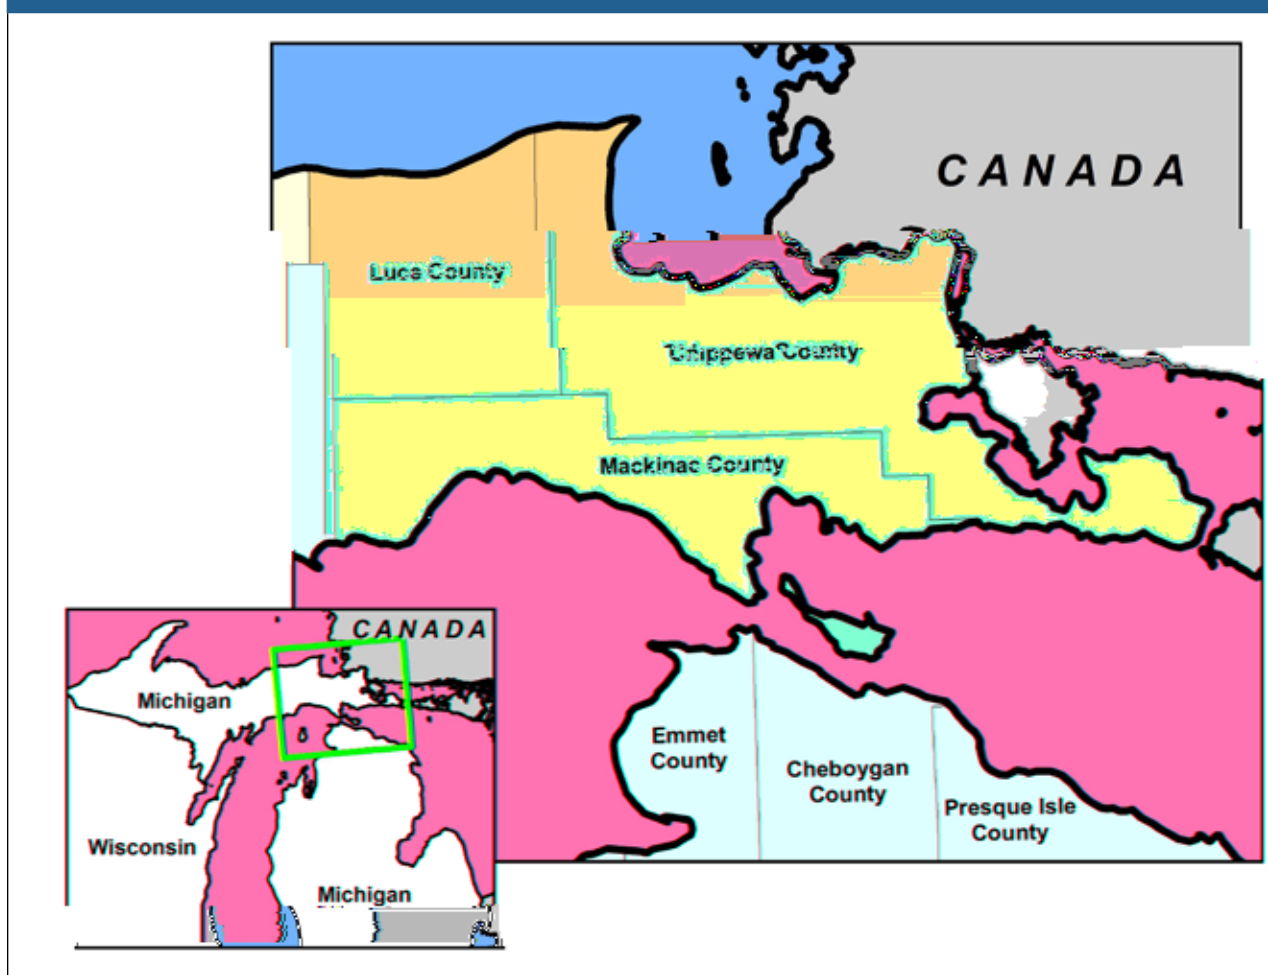 CANADA
Luce County
Chippewa County
Mackinac County
CANADA
Michigan
Emmet
County
Cheboygan
County
Presque Isle
County
Wisconsin
Michigan